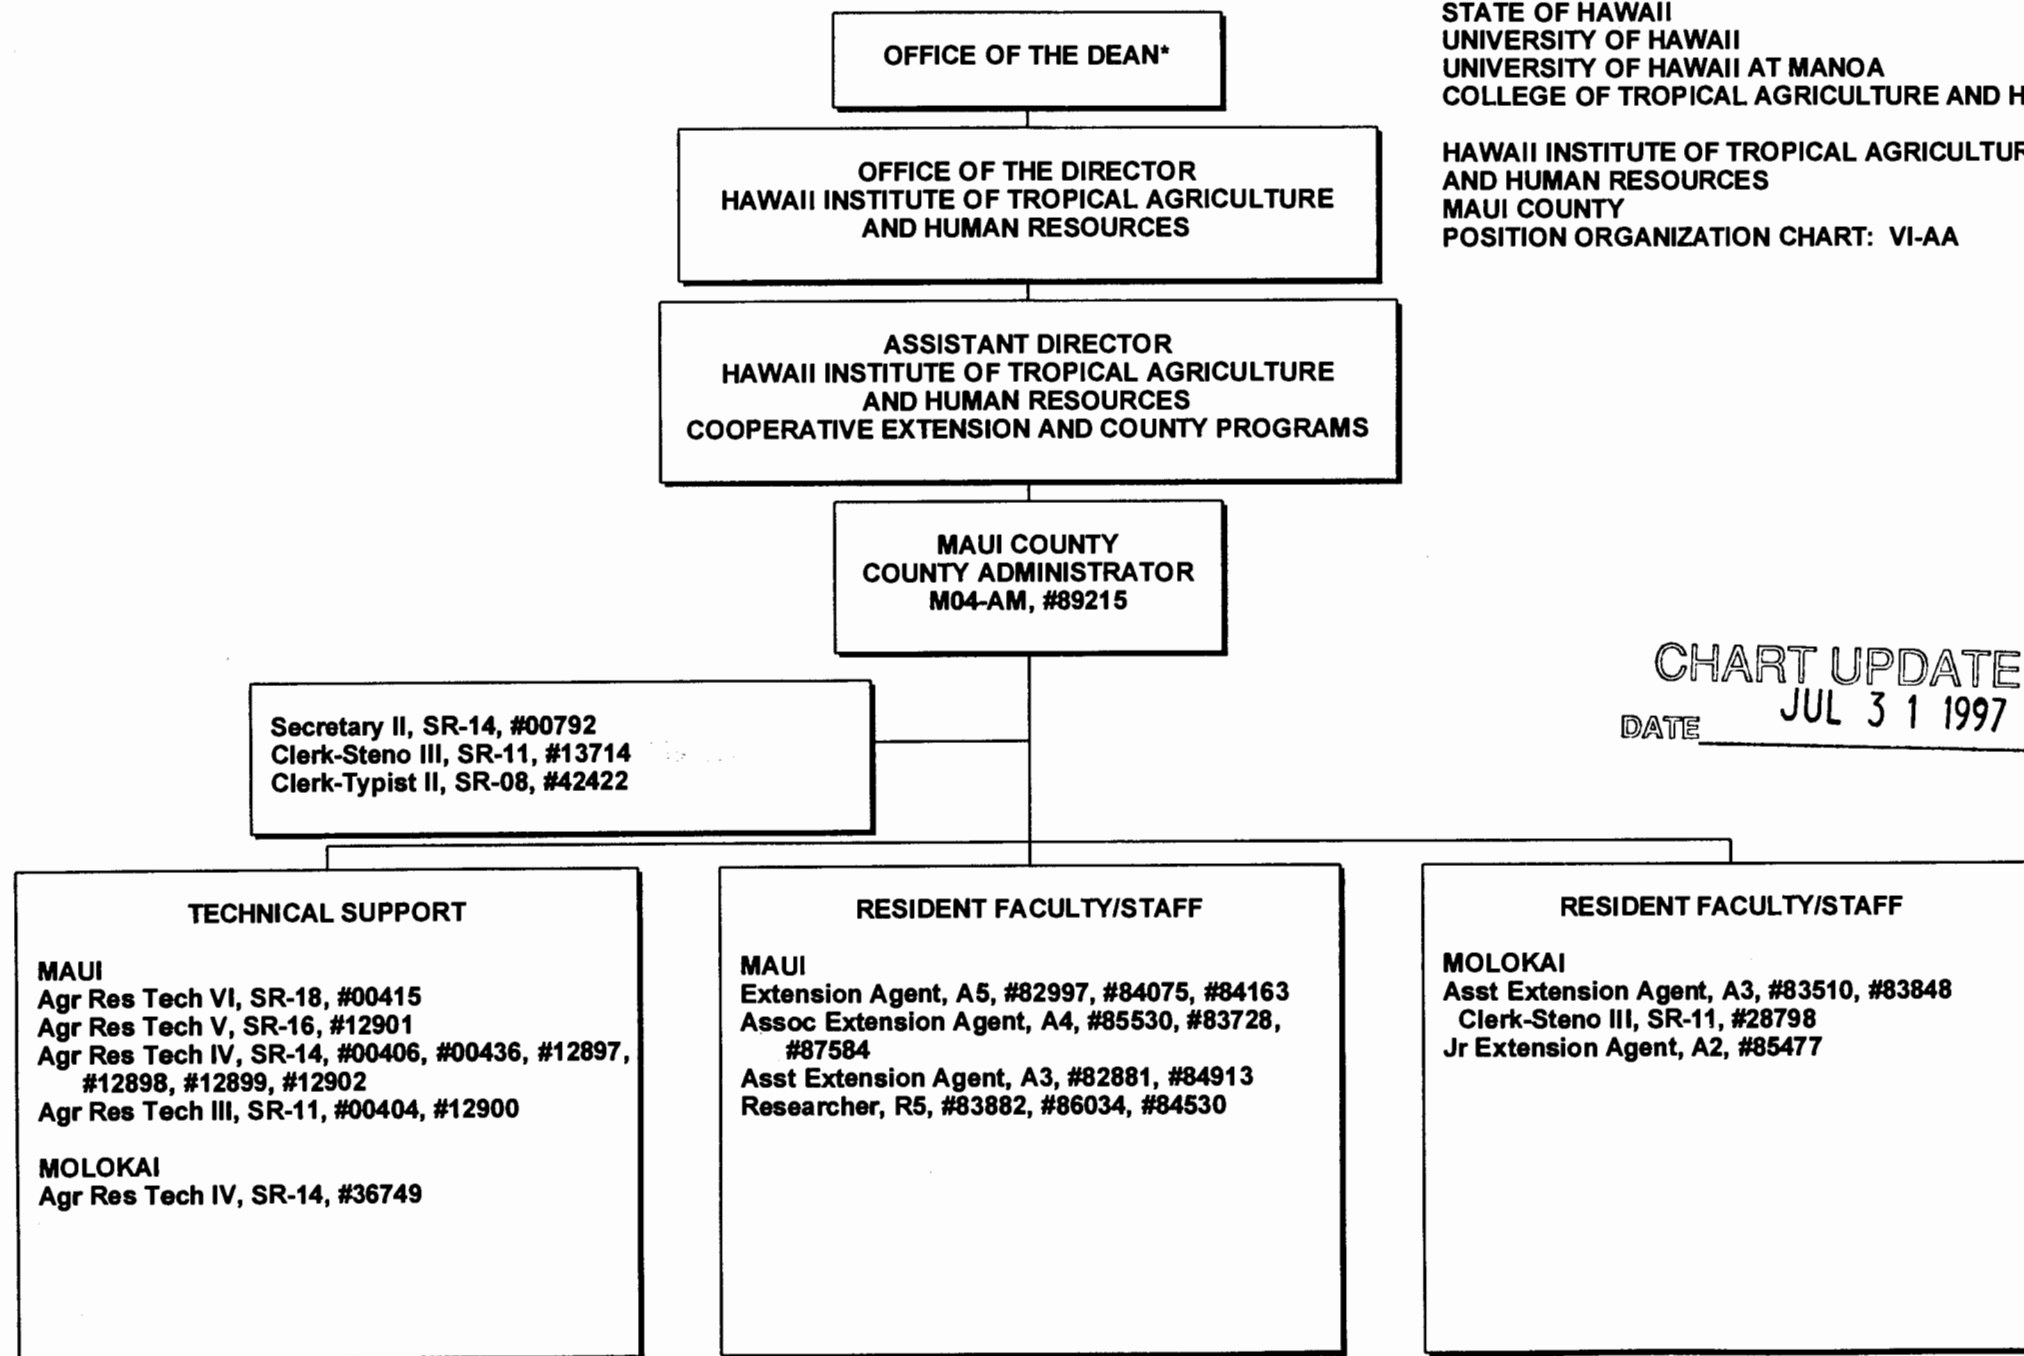 OFFICE OF THE DEAN*
STATE OF HAWAII
UNIVERSITY OF HAWAII
UNIVERSITY OF HAWAII AT MANOA
COLLEGE OF TROPICAL AGRICULTURE AND H
HAWAII INSTITUTE OF TROPICAL AGRICULTUR
AND HUMAN RESOURCES
MAUI COUNTY
POSITION ORGANIZATION CHART: VI-AA
OFFICE OF THE DIRECTOR
HAWAII INSTITUTE OF TROPICAL AGRICULTURE
AND HUMAN RESOURCES
ASSISTANT DIRECTOR
HAWAII INSTITUTE OF TROPICAL AGRICULTURE
AND HUMAN RESOURCES
COOPERATIVE EXTENSION AND COUNTY PROGRAMS
MAUI COUNTY
COUNTY ADMINISTRATOR
M04-AM, #89215
CHART UPDATE
DATE JUL 31 1997
Secretary II, SR-14, #00792
Clerk-Steno III, SR-11, #13714
Clerk-Typist II, SR-08, #42422
TECHNICAL SUPPORT
MAUI
Agr Res Tech VI, SR-18, #00415
Agr Res Tech V, SR-16, #12901
Agr Res Tech IV, SR-14, #00406, #00436, #12897,
#12898, #12899, #12902
Agr Res Tech III, SR-11, #00404, #12900
MOLOKAI
Agr Res Tech IV, SR-14, #36749
RESIDENT FACULTY/STAFF
MAUI
Extension Agent, A5, #82997, #84075, #84163
Assoc Extension Agent, A4, #85530, #83728,
#87584
Asst Extension Agent, A3, #82881, #84913
Researcher, R5, #83882, #86034, #84530
RESIDENT FACULTY/STAFF
MOLOKAI
Asst Extension Agent, A3, #83510, #83848
Clerk-Steno III, SR-11, #28798
Jr Extension Agent, A2, #85477